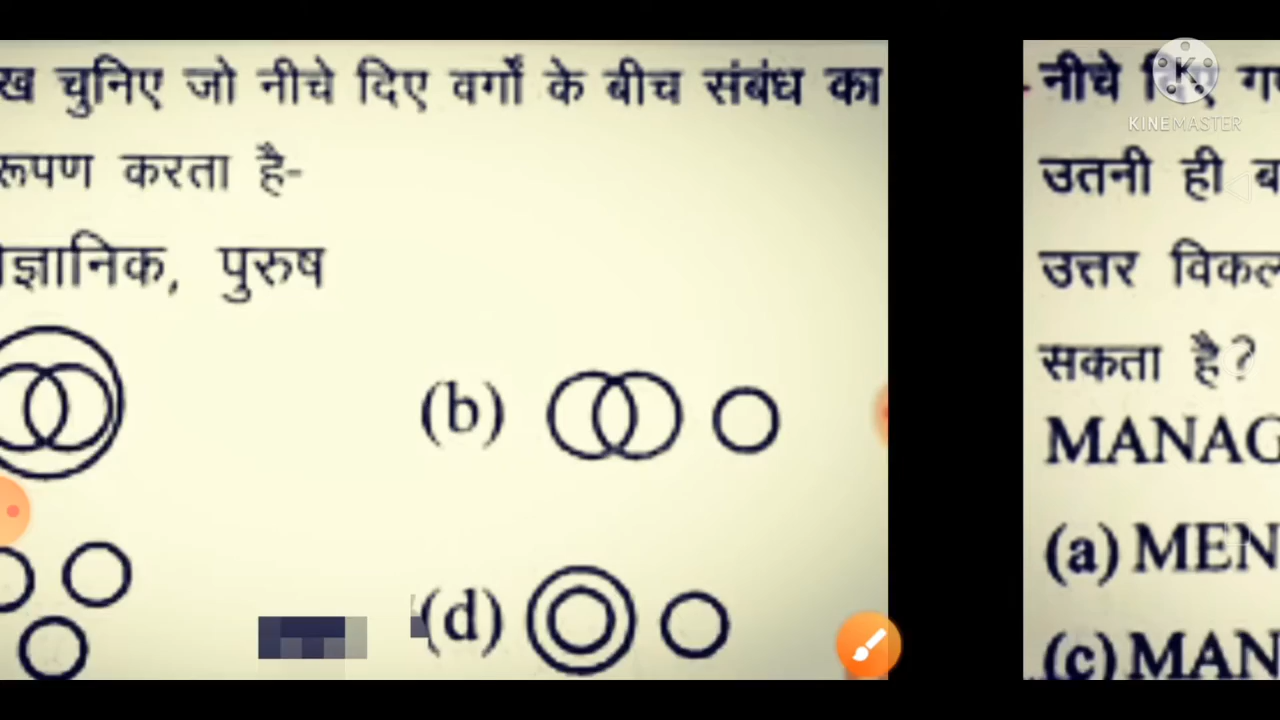 ख चुनिए जो नीचे दिए वर्गों के बीच संबंध का
रूपण करता है-
ज्ञानिक, पुरुष
(b)
(d)
नीचे
उतनी ही ब
उत्तर विकल
सकता है?
MANAG
(a) MEN
(c) MAN
K
KINEMASTER